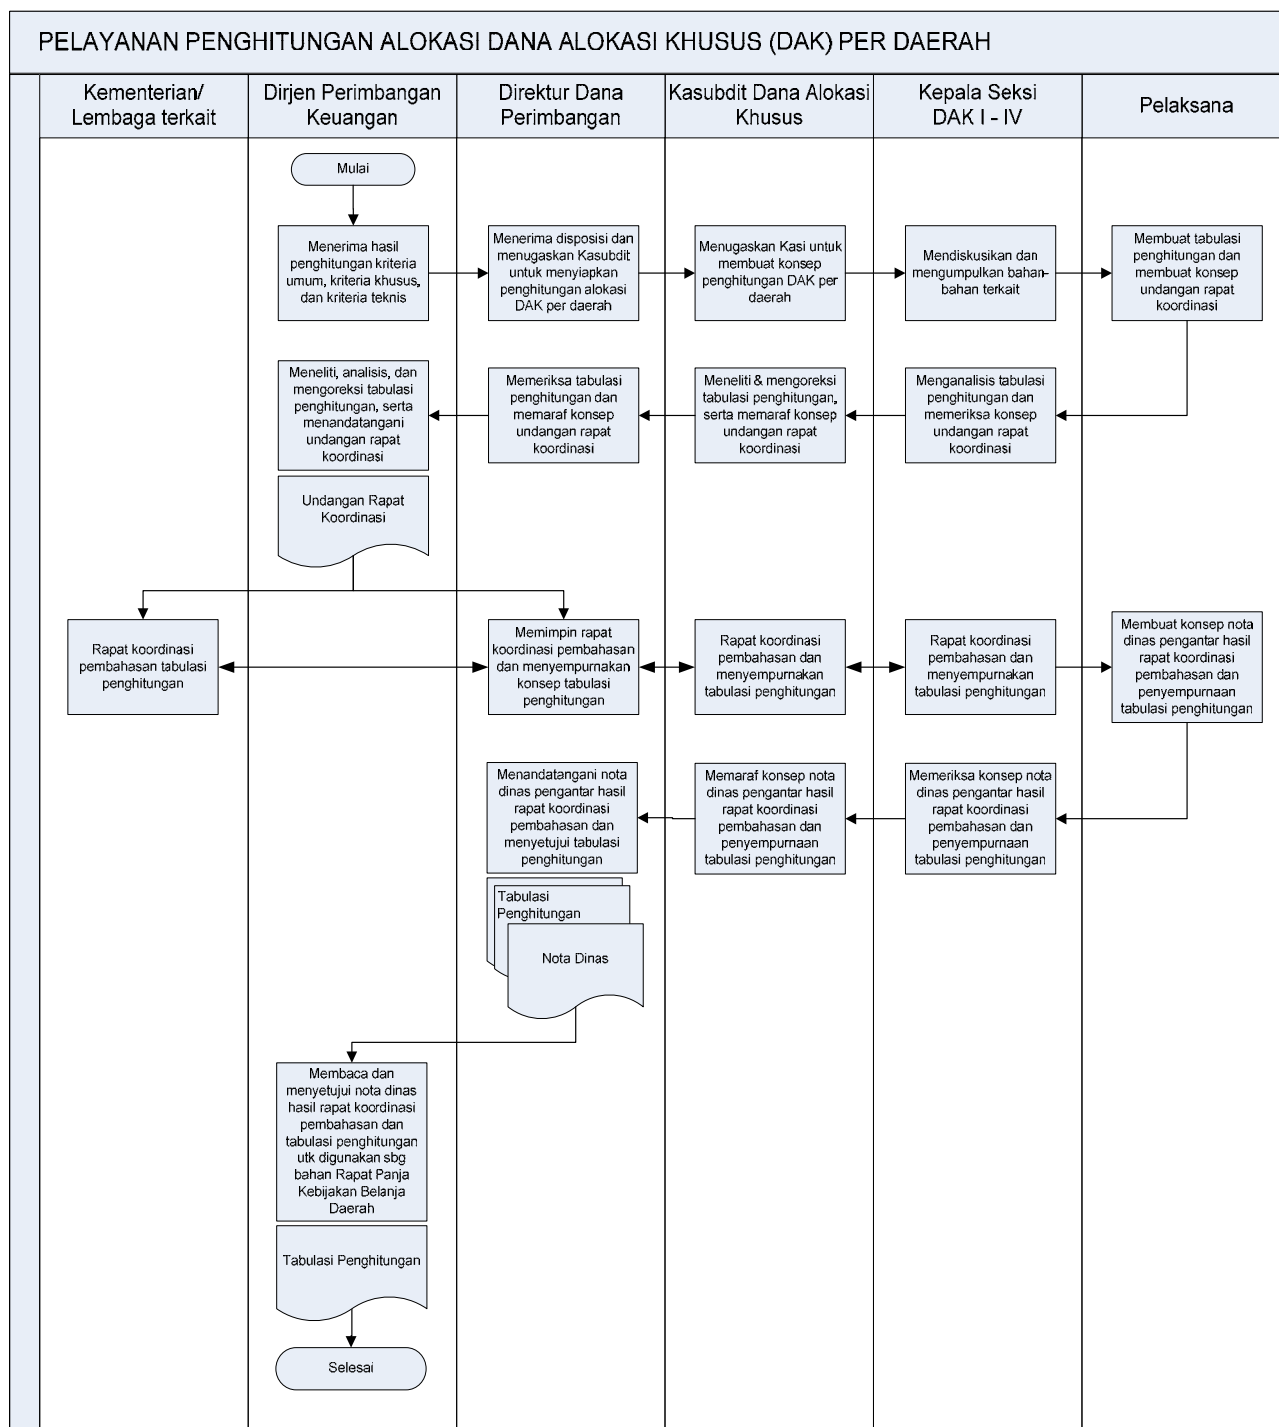 PELAYANAN PENGHITUNGAN ALOKASI DANA ALOKASI KHUSUS (DAK) PER DAERAH
Kementerian/
Lembaga terkait
Dirjen Perimbangan
Keuangan
Direktur Dana
Perimbangan
Kasubdit Dana Alokasi
Khusus
Kepala Seksi
DAK I - IV
Pelaksana
Mulai
Menerima hasil
penghitungan kriteria
umum, kriteria khusus,
dan kriteria teknis
Menerima disposisi dan
menugaskan Kasubdit
untuk menyiapkan
penghitungan alokasi
DAK per daerah
Menugaskan Kasi untuk
membuat konsep
penghitungan DAK per
daerah
Mendiskusikan dan
mengumpulkan bahan-
bahan terkait
Membuat tabulasi
penghitungan dan
membuat konsep
undangan rapat
koordinasi
Meneliti, analisis, dan
mengoreksi tabulasi
penghitungan, serta
menandatangani
undangan rapat
koordinasi
Memeriksa tabulasi
penghitungan dan
memaraf konsep
undangan rapat
koordinasi
Meneliti & mengoreksi
tabulasi penghitungan,
serta memaraf konsep
undangan rapat
koordinasi
Menganalisis tabulasi
penghitungan dan
memeriksa konsep
undangan rapat
koordinasi
Undangan Rapat
Koordinasi
Rapat koordinasi
pembahasan tabulasi
penghitungan
Memimpin rapat
koordinasi pembahasan
dan menyempurnakan
konsep tabulasi
penghitungan
Rapat koordinasi
pembahasan dan
menyempurnakan
tabulasi penghitungan
Rapat koordinasi
pembahasan dan
menyempurnakan
tabulasi penghitungan
Membuat konsep nota
dinas pengantar hasil
rapat koordinasi
pembahasan dan
penyempurnaan
tabulasi penghitungan
Menandatangani nota
dinas pengantar hasil
rapat koordinasi
pembahasan dan
menyetujui tabulasi
penghitungan
Memaraf konsep nota
dinas pengantar hasil
rapat koordinasi
pembahasan dan
penyempurnaan
tabulasi penghitungan
Memeriksa konsep nota
dinas pengantar hasil
rapat koordinasi
pembahasan dan
penyempurnaan
tabulasi penghitungan
Tabulasi
Penghitungan
Nota Dinas
Membaca dan
menyetujui nota dinas
hasil rapat koordinasi
pembahasan dan
tabulasi penghitungan
utk digunakan sbg
bahan Rapat Panja
Kebijakan Belanja
Daerah
Tabulasi Penghitungan
Selesai